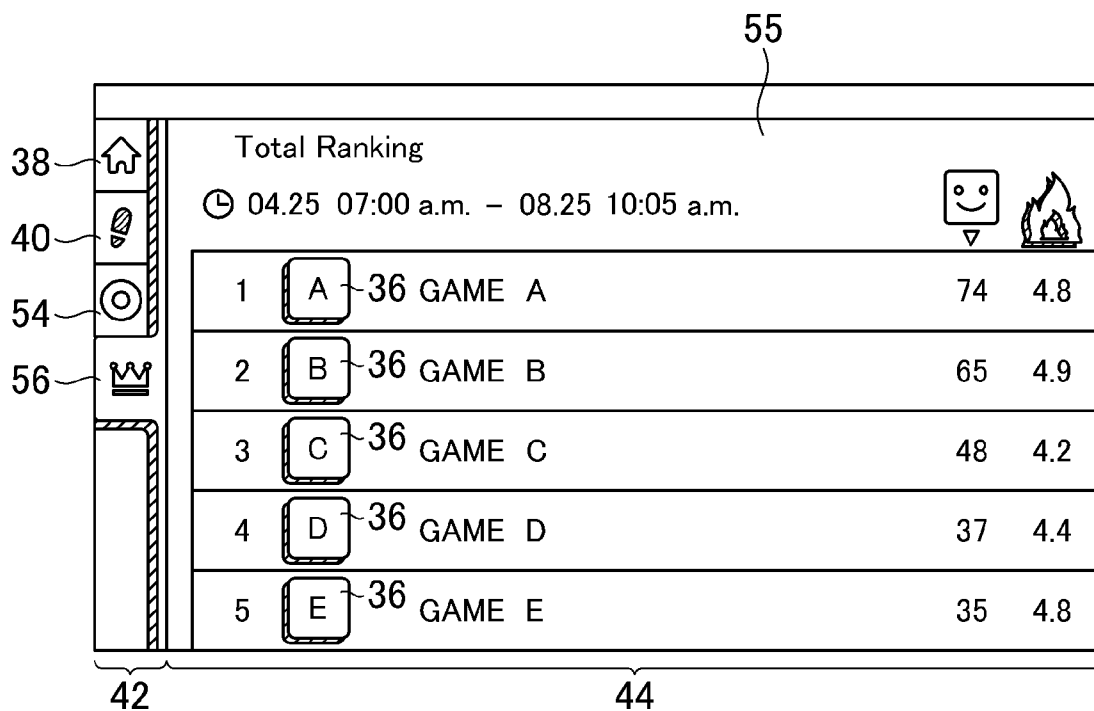 55
Total Ranking
38
04.25 07:00 a.m. – 08.25 10:05 a.m.
40
1 A 36 GAME A 74 4.8
54
2 B 36 GAME B 65 4.9
56
3 C 36 GAME C 48 4.2
4 D 36 GAME D 37 4.4
5 E 36 GAME E 35 4.8
42 44